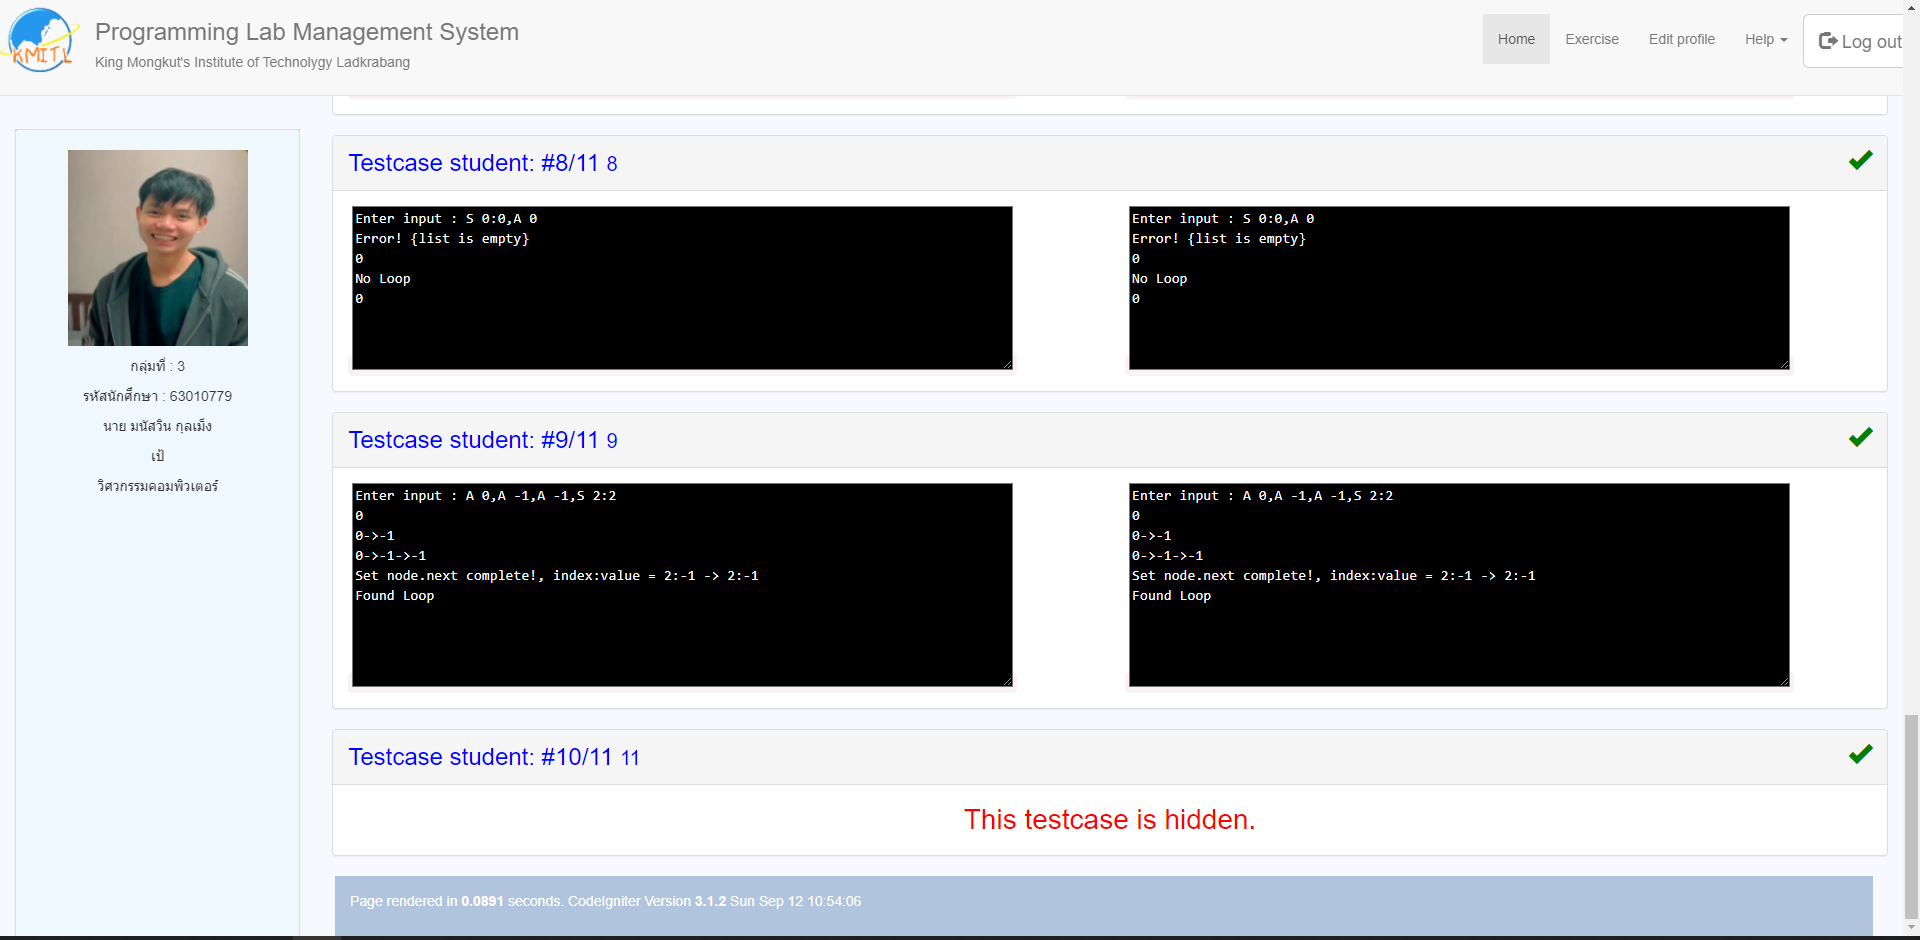 KMITL
Programming Lab Management System
King Mongkut's Institute of Technolygy Ladkrabang
Home
Exercise
Edit profile
Help
Log out
กลุ่มที่ : 3
รหัสนักศึกษา : 63010779
นาย มนัสวิน กุลเม็ง
เป้
วิศวกรรมคอมพิวเตอร์
Testcase student: #8/11 8
Enter input : S 0:0,A 0
Error! {list is empty}
0
No Loop
0
Enter input : S 0:0,A 0
Error! {list is empty}
0
No Loop
0
Testcase student: #9/11 9
Enter input : A 0,A -1,A -1,S 2:2
0
0->-1
0->-1->-1
Set node.next complete!, index:value = 2:-1 -> 2:-1
Found Loop
Enter input : A 0,A -1,A -1,S 2:2
0
0->-1
0->-1->-1
Set node.next complete!, index:value = 2:-1 -> 2:-1
Found Loop
Testcase student: #10/11 11
This testcase is hidden.
Page rendered in 0.0891 seconds. CodeIgniter Version 3.1.2 Sun Sep 12 10:54:06